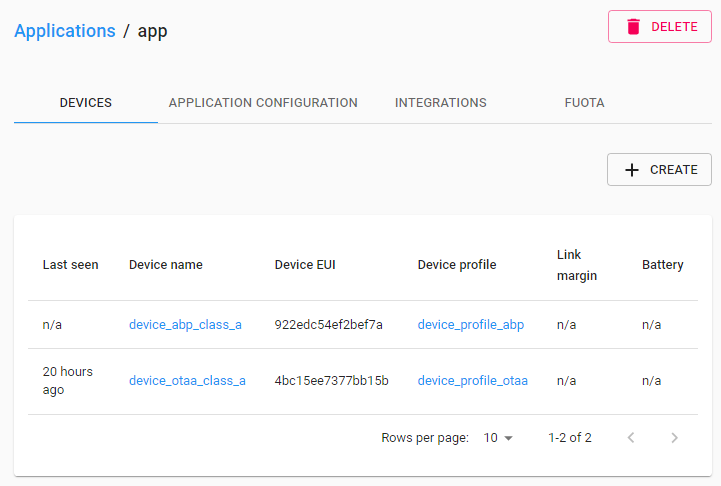 Applications / app
DELETE
DEVICES APPLICATION CONFIGURATION INTEGRATIONS FUOTA
CREATE
Last seen Device name Device EUI Device profile Link margin Battery
n/a device_abp_class_a 922edc54ef2bef7a device_profile_abp n/a n/a
20 hours ago device_otaa_class_a 4bc15ee7377bb15b device_profile_otaa n/a n/a
Rows per page: 10 1-2 of 2